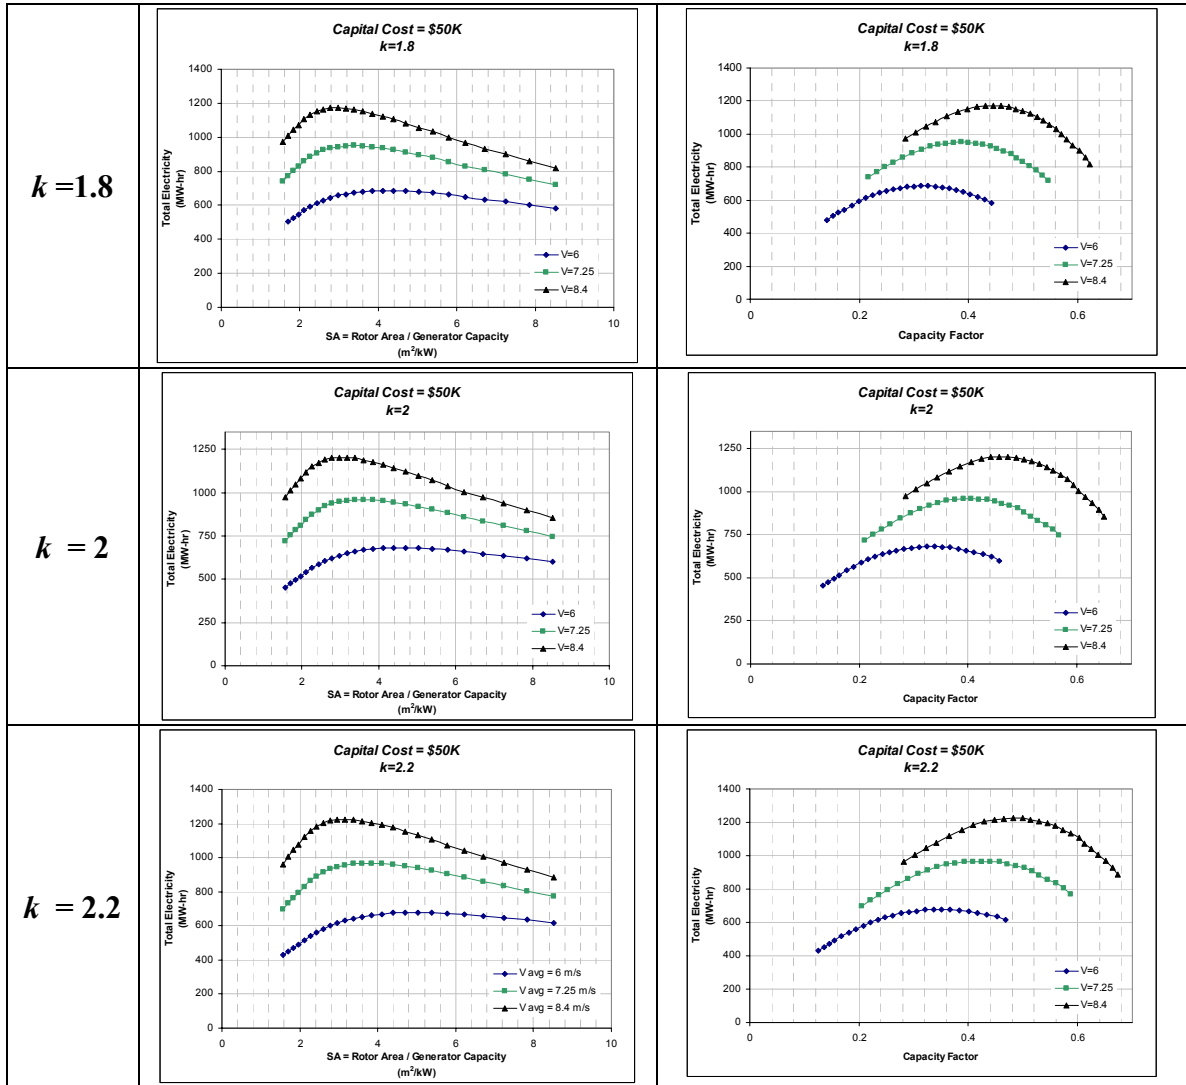 k =1.8
Capital Cost = $50K
k=1.8
Total Electricity
(MW-hr)
1400
1200
1000
800
600
400
200
0
V=6
V=7.25
V=8.4
0 2 4 6 8 10
SA = Rotor Area / Generator Capacity
(m²/kW)
Capital Cost = $50K
k=1.8
Total Electricity
(MW-hr)
1400
1200
1000
800
600
400
200
0
V=6
V=7.25
V=8.4
0 0.2 0.4 0.6
Capacity Factor
k = 2
Capital Cost = $50K
k=2
Total Electricity
(MW-hr)
1250
1000
750
500
250
0
V=6
V=7.25
V=8.4
0 2 4 6 8 10
SA = Rotor Area / Generator Capacity
(m²/kW)
Capital Cost = $50K
k=2
Total Electricity
(MW-hr)
1250
1000
750
500
250
0
V=6
V=7.25
V=8.4
0 0.2 0.4 0.6
Capacity Factor
k = 2.2
Capital Cost = $50K
k=2.2
Total Electricity
(MW-hr)
1400
1200
1000
800
600
400
200
0
V avg = 6 m/s
V avg = 7.25 m/s
V avg = 8.4 m/s
0 2 4 6 8 10
SA = Rotor Area / Generator Capacity
(m²/kW)
Capital Cost = $50K
k=2.2
Total Electricity
(MW-hr)
1400
1200
1000
800
600
400
200
0
V=6
V=7.25
V=8.4
0 0.2 0.4 0.6
Capacity Factor